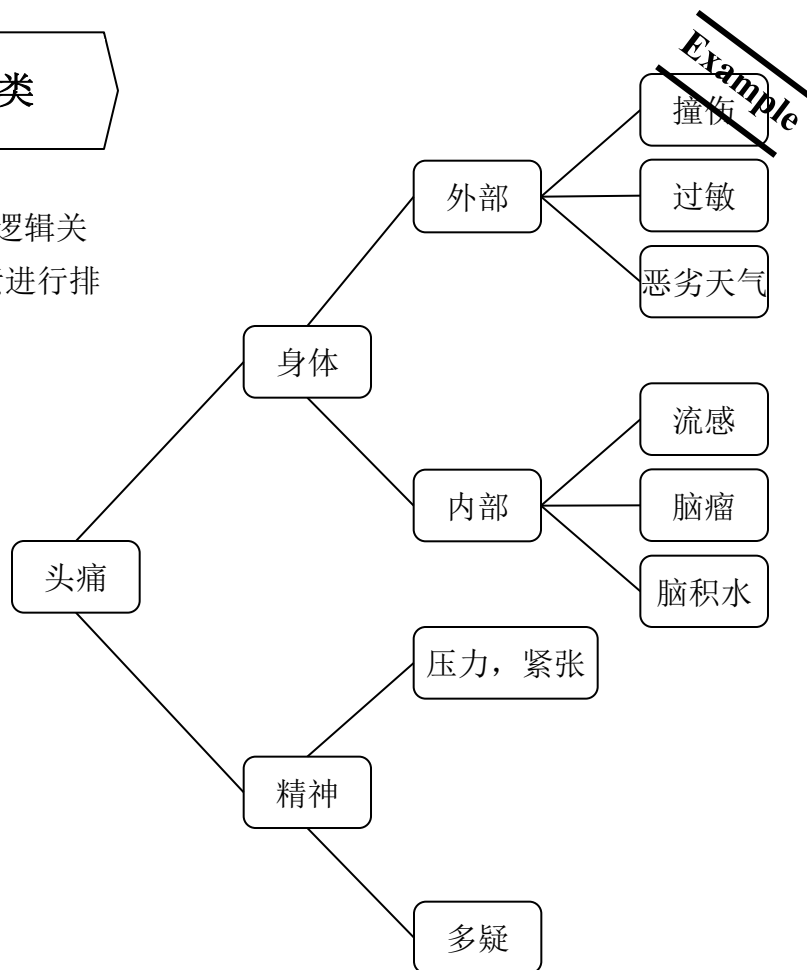 类
Example
撞伤
外部
过敏
逻辑关
进行排
恶劣天气
身体
流感
内部
脑瘤
头痛
脑积水
压力，紧张
精神
多疑